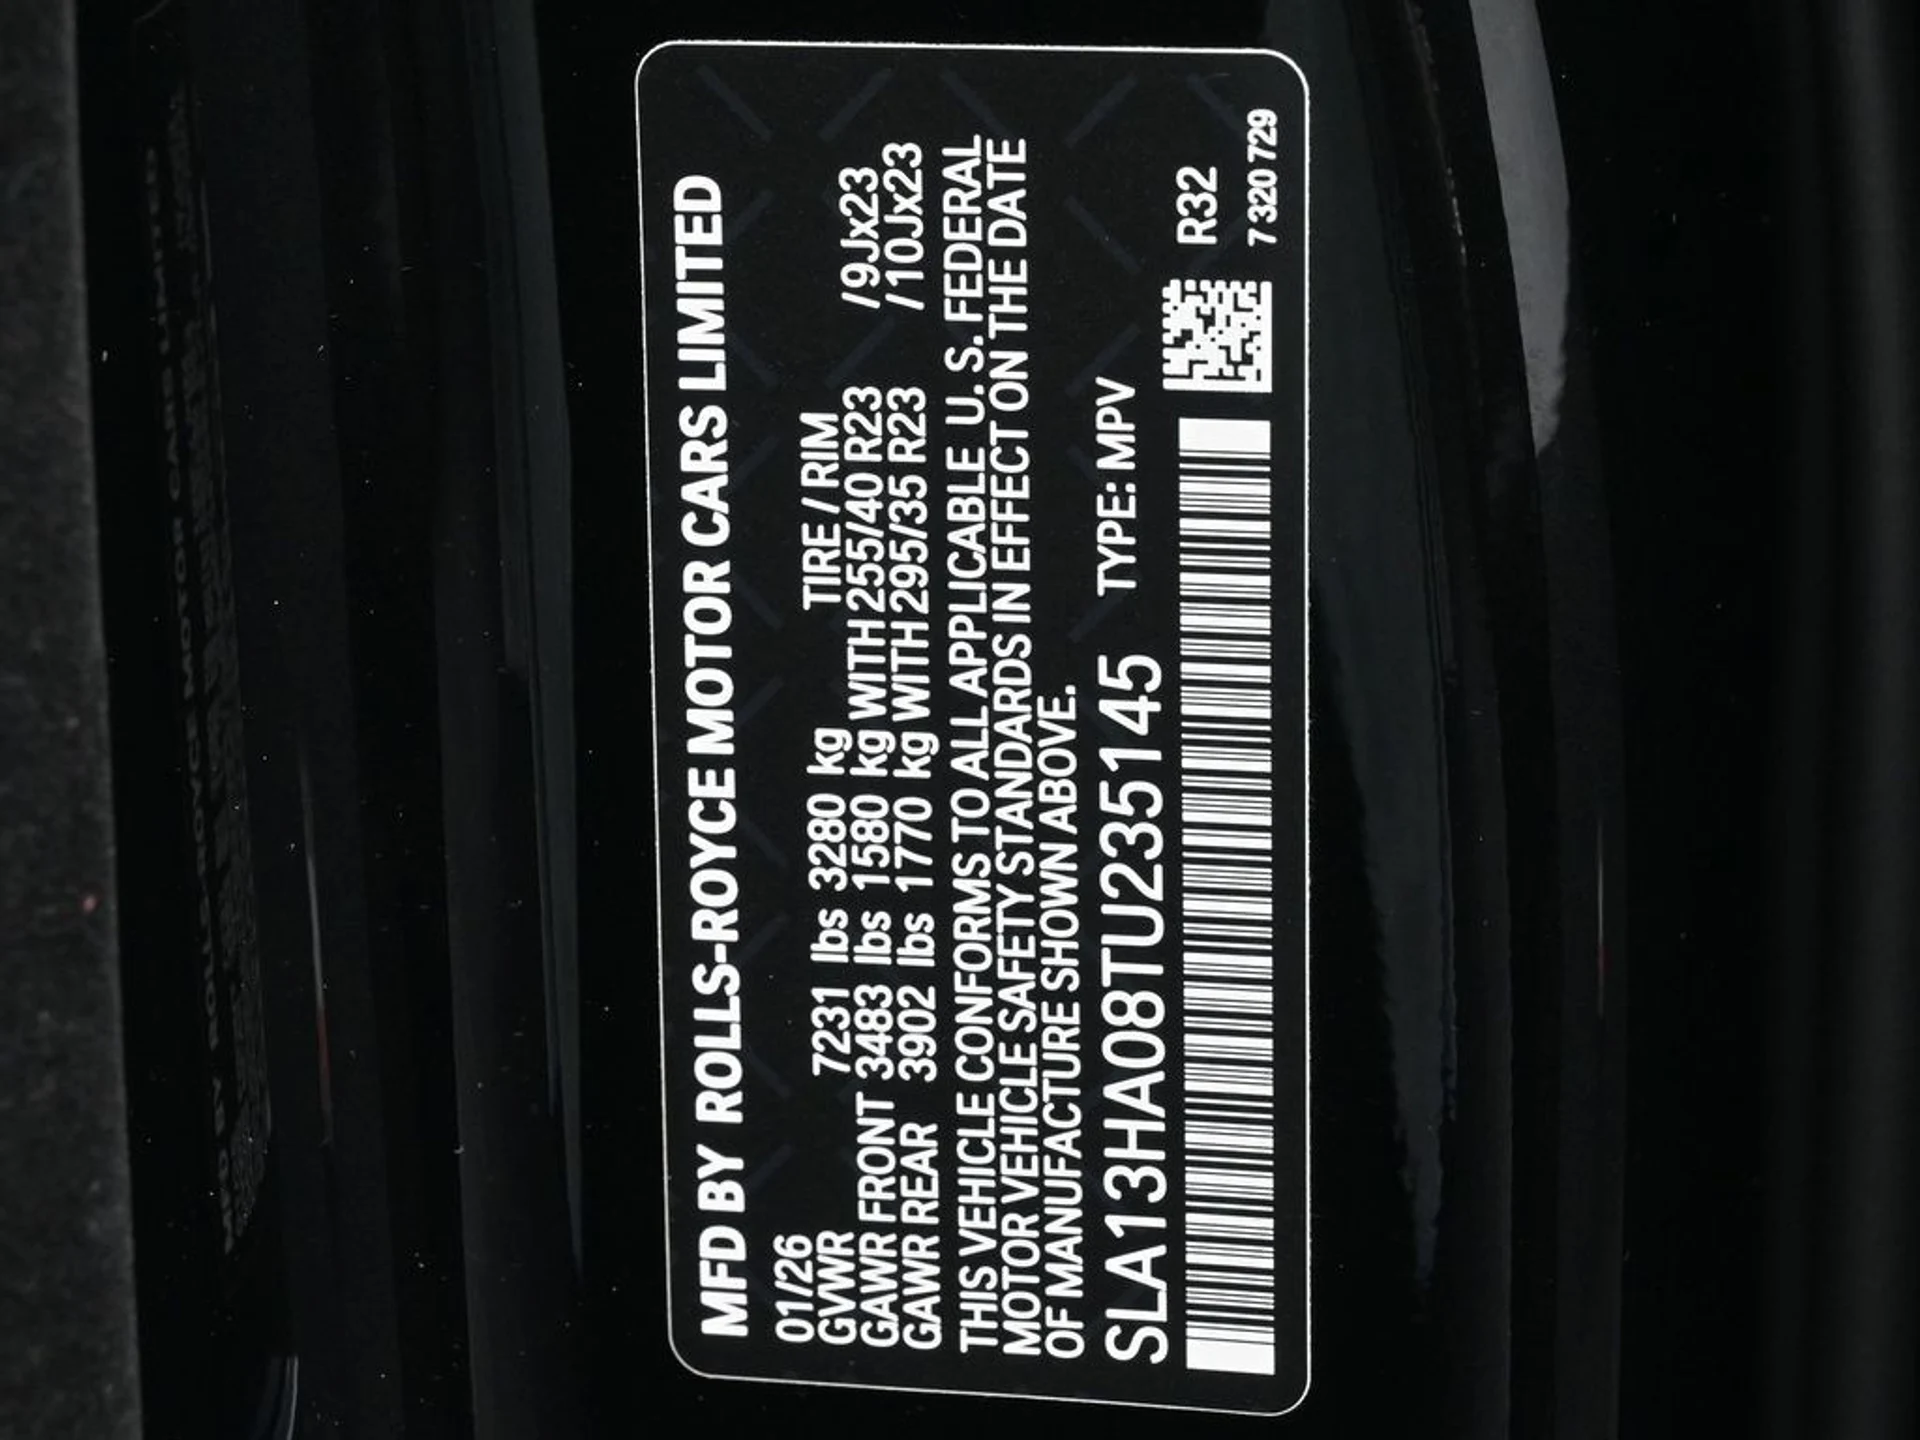 MFD BY ROLLS-ROYCE MOTOR CARS LIMITED
01/26
GVWR 7231 lbs 3280 kg TIRE / RIM
GAWR FRONT 3483 lbs 1580 kg WITH 255/40 R23 /9Jx23
GAWR REAR 3902 lbs 1770 kg WITH 295/35 R23 /10Jx23
THIS VEHICLE CONFORMS TO ALL APPLICABLE U.S. FEDERAL
MOTOR VEHICLE SAFETY STANDARDS IN EFFECT ON THE DATE
OF MANUFACTURE SHOWN ABOVE.
SLA13HA08TU235145 TYPE: MPV
R32
7 320 729